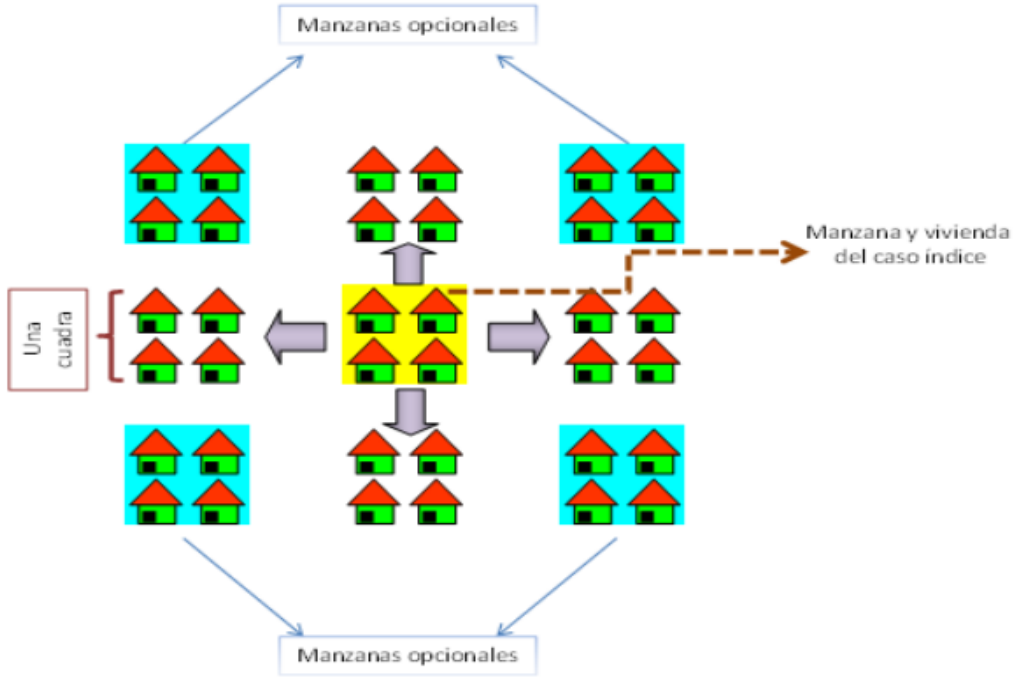 Manzanas opcionales
Manzana y vivienda
del caso índice
Una
cuadra
Manzanas opcionales